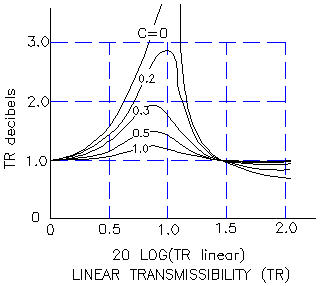 C=0
3.0
0.2
2.0
0.3
0.5
1.0
1.0
TR decibels
0
0 0.5 1.0 1.5 2.0
20 LOG(TR linear)
LINEAR TRANSMISSIBILITY (TR)